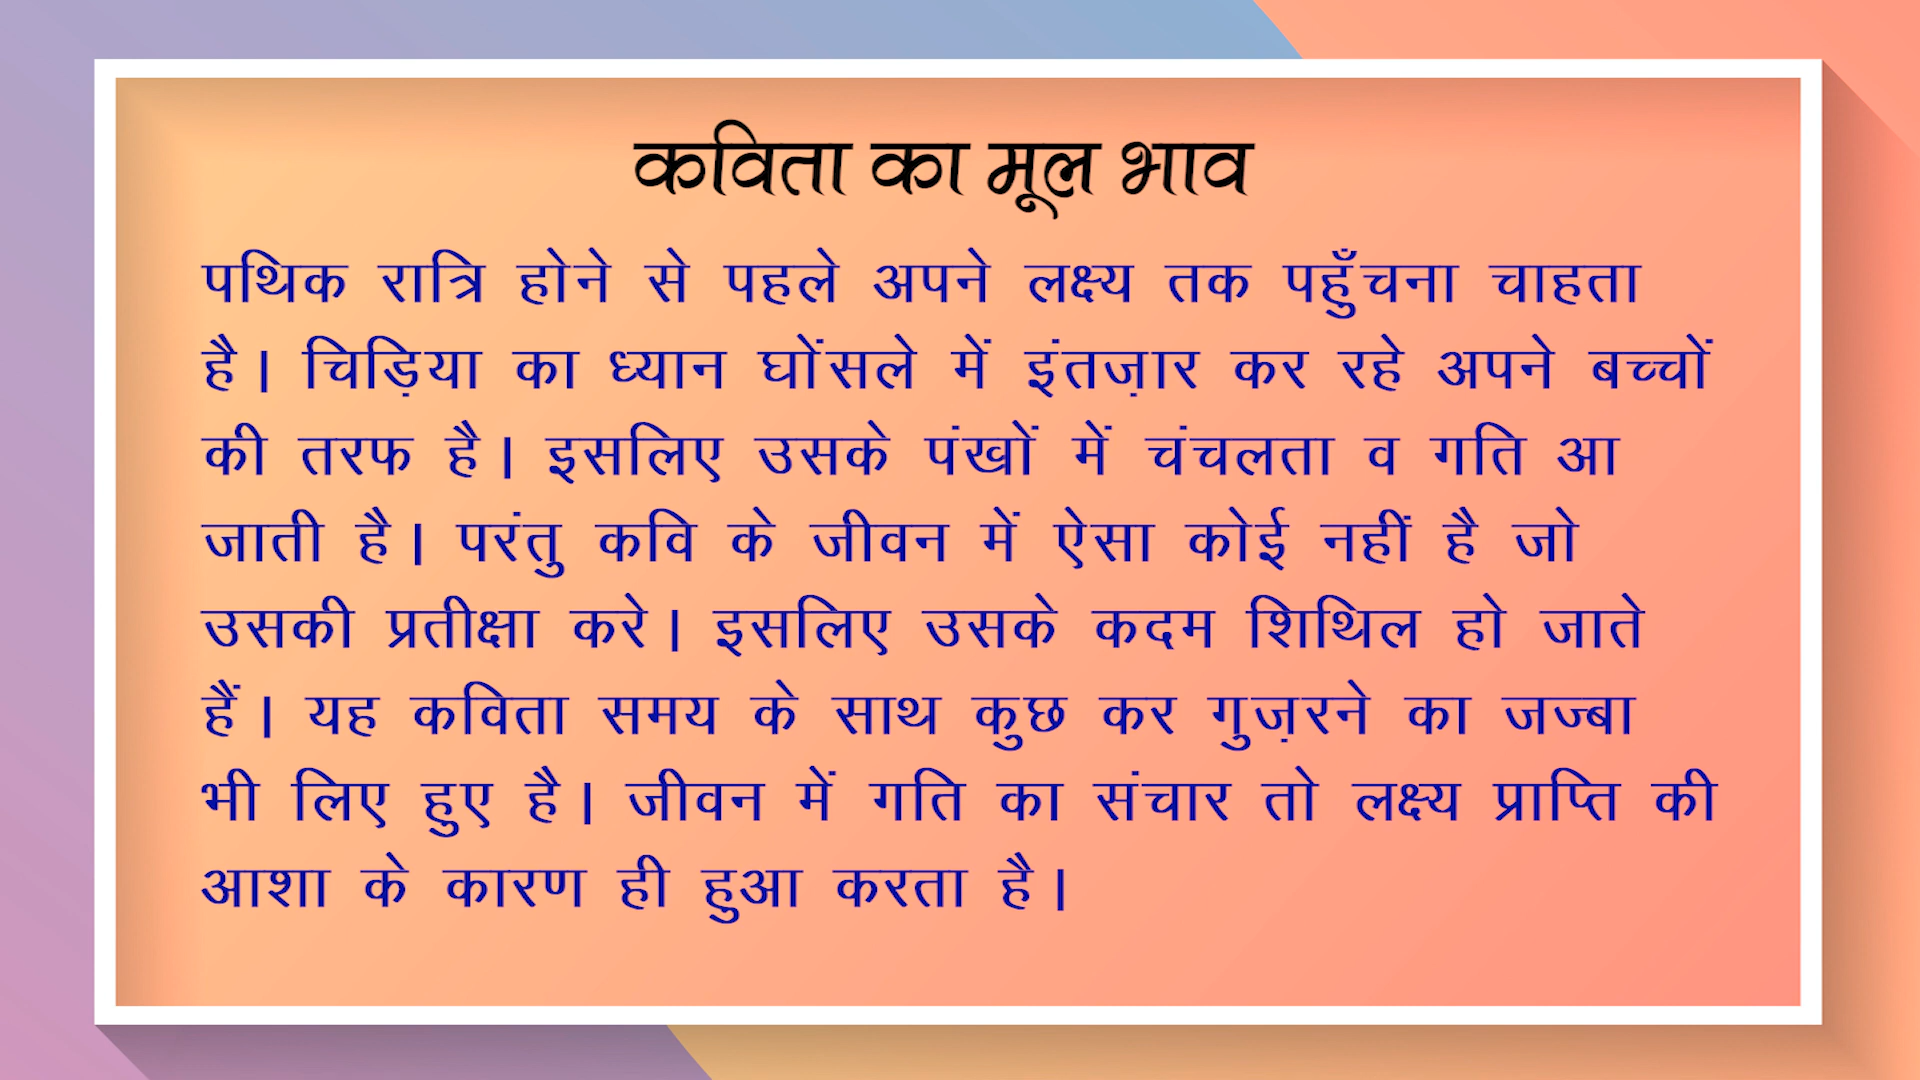 कविता का मूल भाव
पथिक रात्रि होने से पहले अपने लक्ष्य तक पहुँचना चाहता
है। चिड़िया का ध्यान घोंसले में इंतज़ार कर रहे अपने बच्चों
की तरफ है। इसलिए उसके पंखों में चंचलता व गति आ
जाती है। परंतु कवि के जीवन में ऐसा कोई नहीं है जो
उसकी प्रतीक्षा करे। इसलिए उसके कदम शिथिल हो जाते
हैं। यह कविता समय के साथ कुछ कर गुज़रने का जज्बा
भी लिए हुए है। जीवन में गति का संचार तो लक्ष्य प्राप्ति की
आशा के कारण ही हुआ करता है।